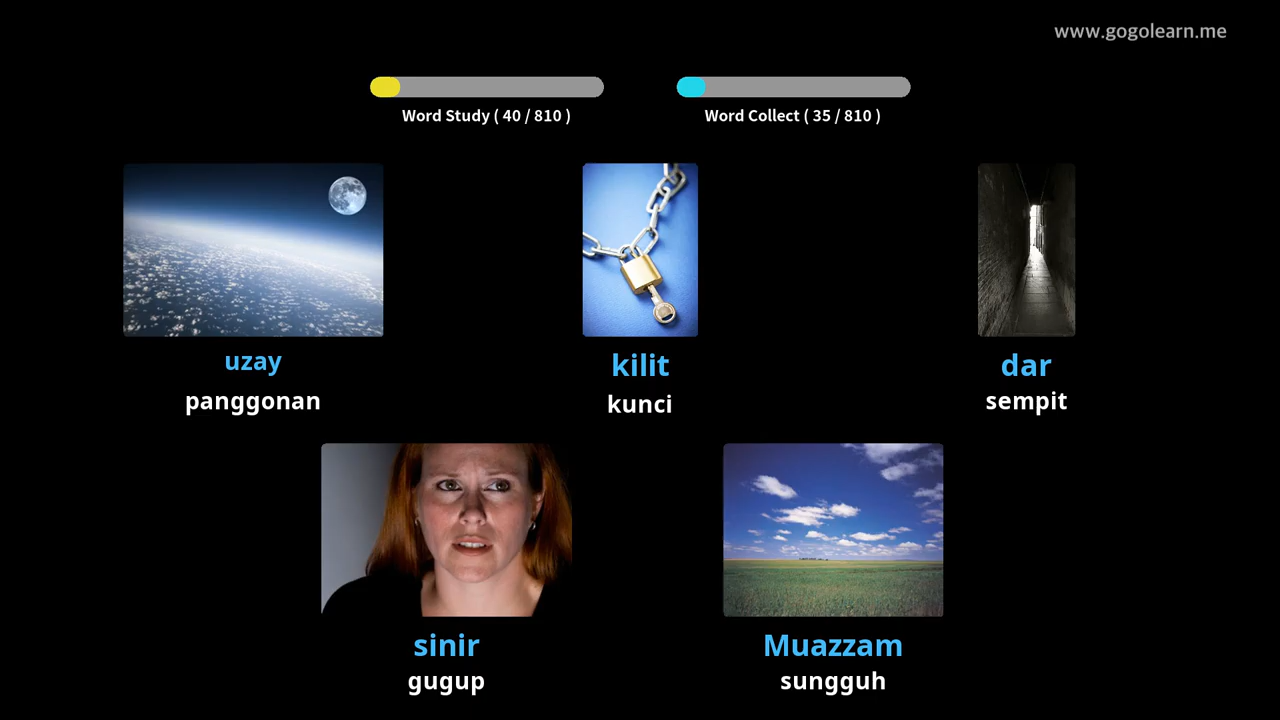 www.gogolearn.me
Word Study ( 40 / 810 )
Word Collect ( 35 / 810 )
uzay
panggonan
kilit
kunci
dar
sempit
sinir
gugup
Muazzam
sungguh